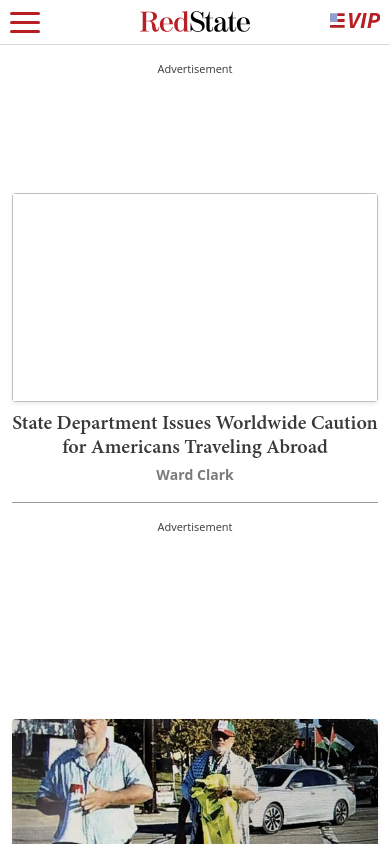 RedState
VIP
Advertisement
State Department Issues Worldwide Caution
for Americans Traveling Abroad
Ward Clark
Advertisement